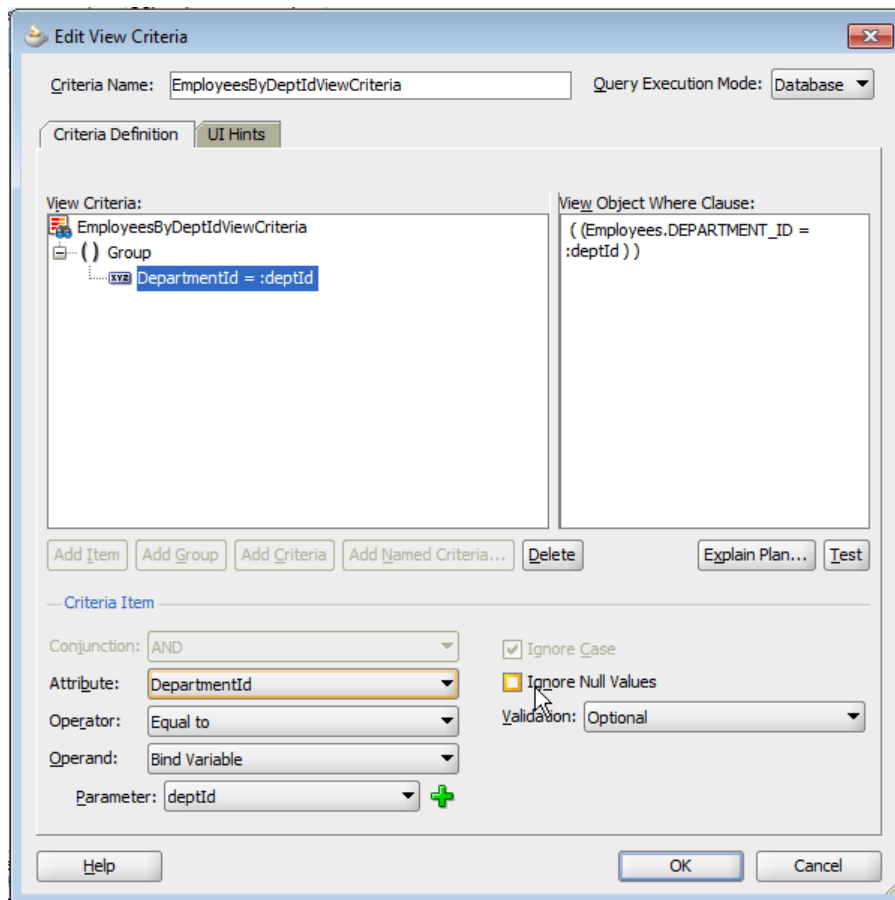 Edit View Criteria
Criteria Name: EmployeesByDeptIdViewCriteria Query Execution Mode: Database
Criteria Definition UI Hints
View Criteria: View Object Where Clause:
EmployeesByDeptIdViewCriteria
( ) Group
DepartmentId = :deptId
( (Employees.DEPARTMENT_ID =
:deptId ) )
Add Item Add Group Add Criteria Add Named Criteria... Delete Explain Plan... Test
Criteria Item
Conjunction: AND Ignore Case
Attribute: DepartmentId Ignore Null Values
Operator: Equal to Validation: Optional
Operand: Bind Variable
Parameter: deptId
Help OK Cancel